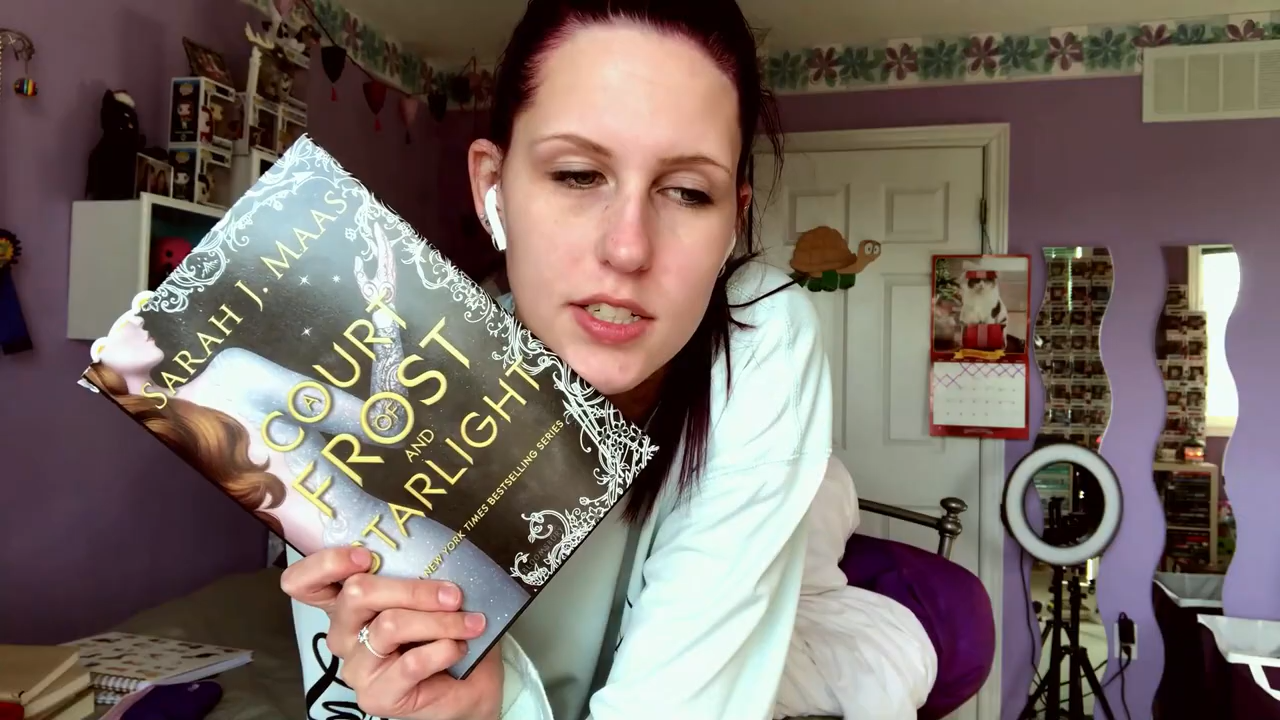 SARAH J. MAAS
A
COURT
OF
FROST
AND
STARLIGHT
NEW YORK TIMES BESTSELLING SERIES